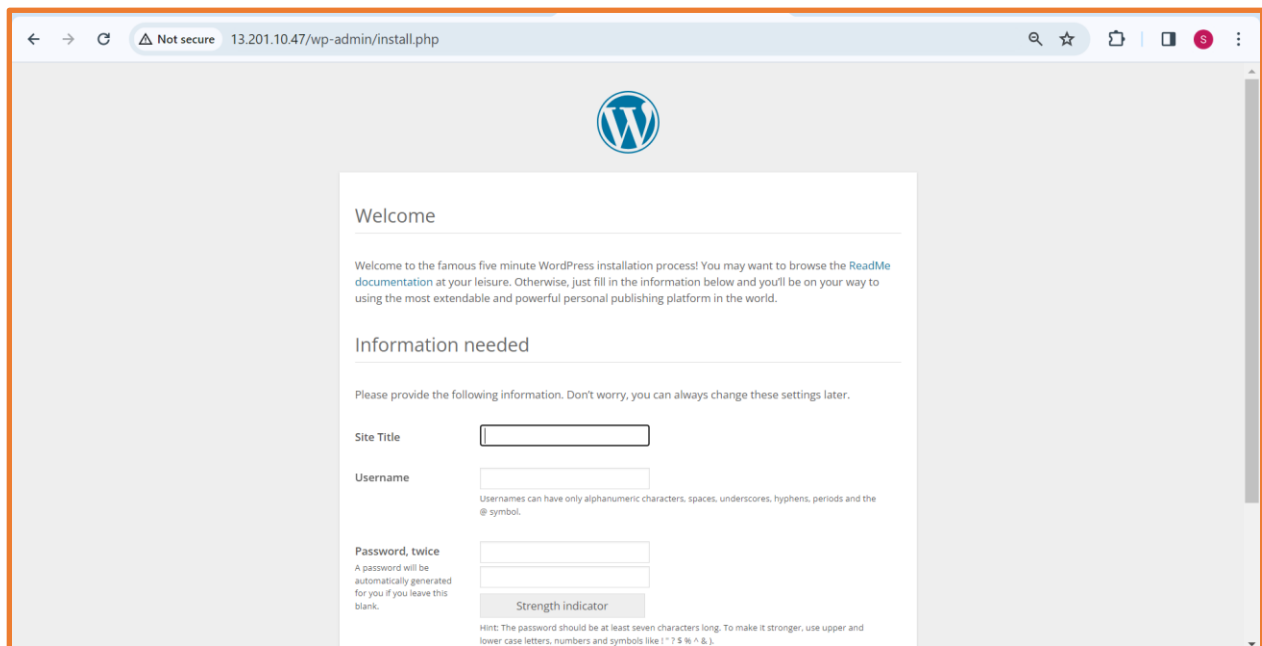 Not secure 13.201.10.47/wp-admin/install.php
S
W
Welcome
Welcome to the famous five minute WordPress installation process! You may want to browse the ReadMe
documentation at your leisure. Otherwise, just fill in the information below and you'll be on your way to
using the most extendable and powerful personal publishing platform in the world.
Information needed
Please provide the following information. Don't worry, you can always change these settings later.
Site Title
Username
Usernames can have only alphanumeric characters, spaces, underscores, hyphens, periods and the
@ symbol.
Password, twice
A password will be
automatically generated
for you if you leave this
blank.
Strength indicator
Hint: The password should be at least seven characters long. To make it stronger, use upper and
lower case letters, numbers and symbols like ! " ? $ % ^ & ).